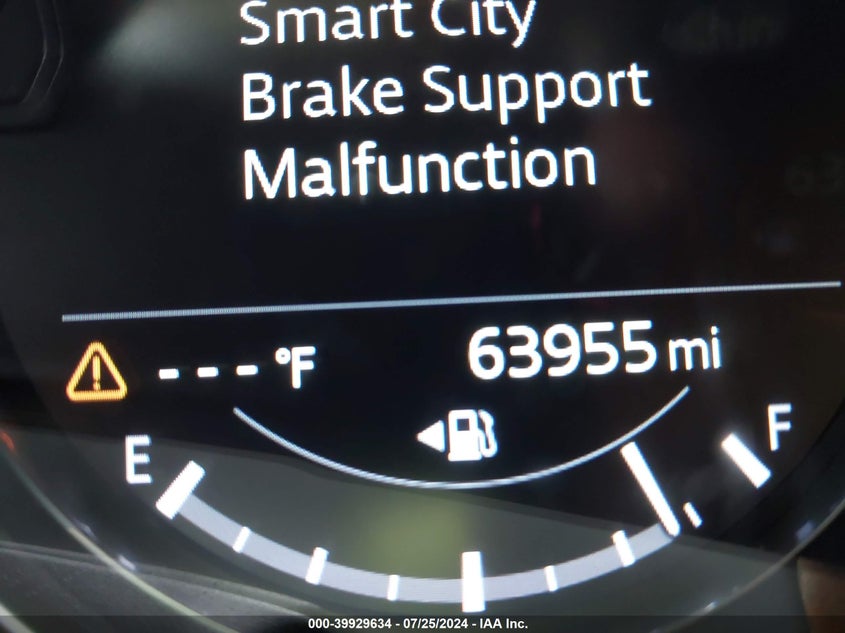 Smart City
Brake Support
Malfunction
--- °F 63955 mi
E F
000-39929634 - 07/25/2024 - IAA Inc.